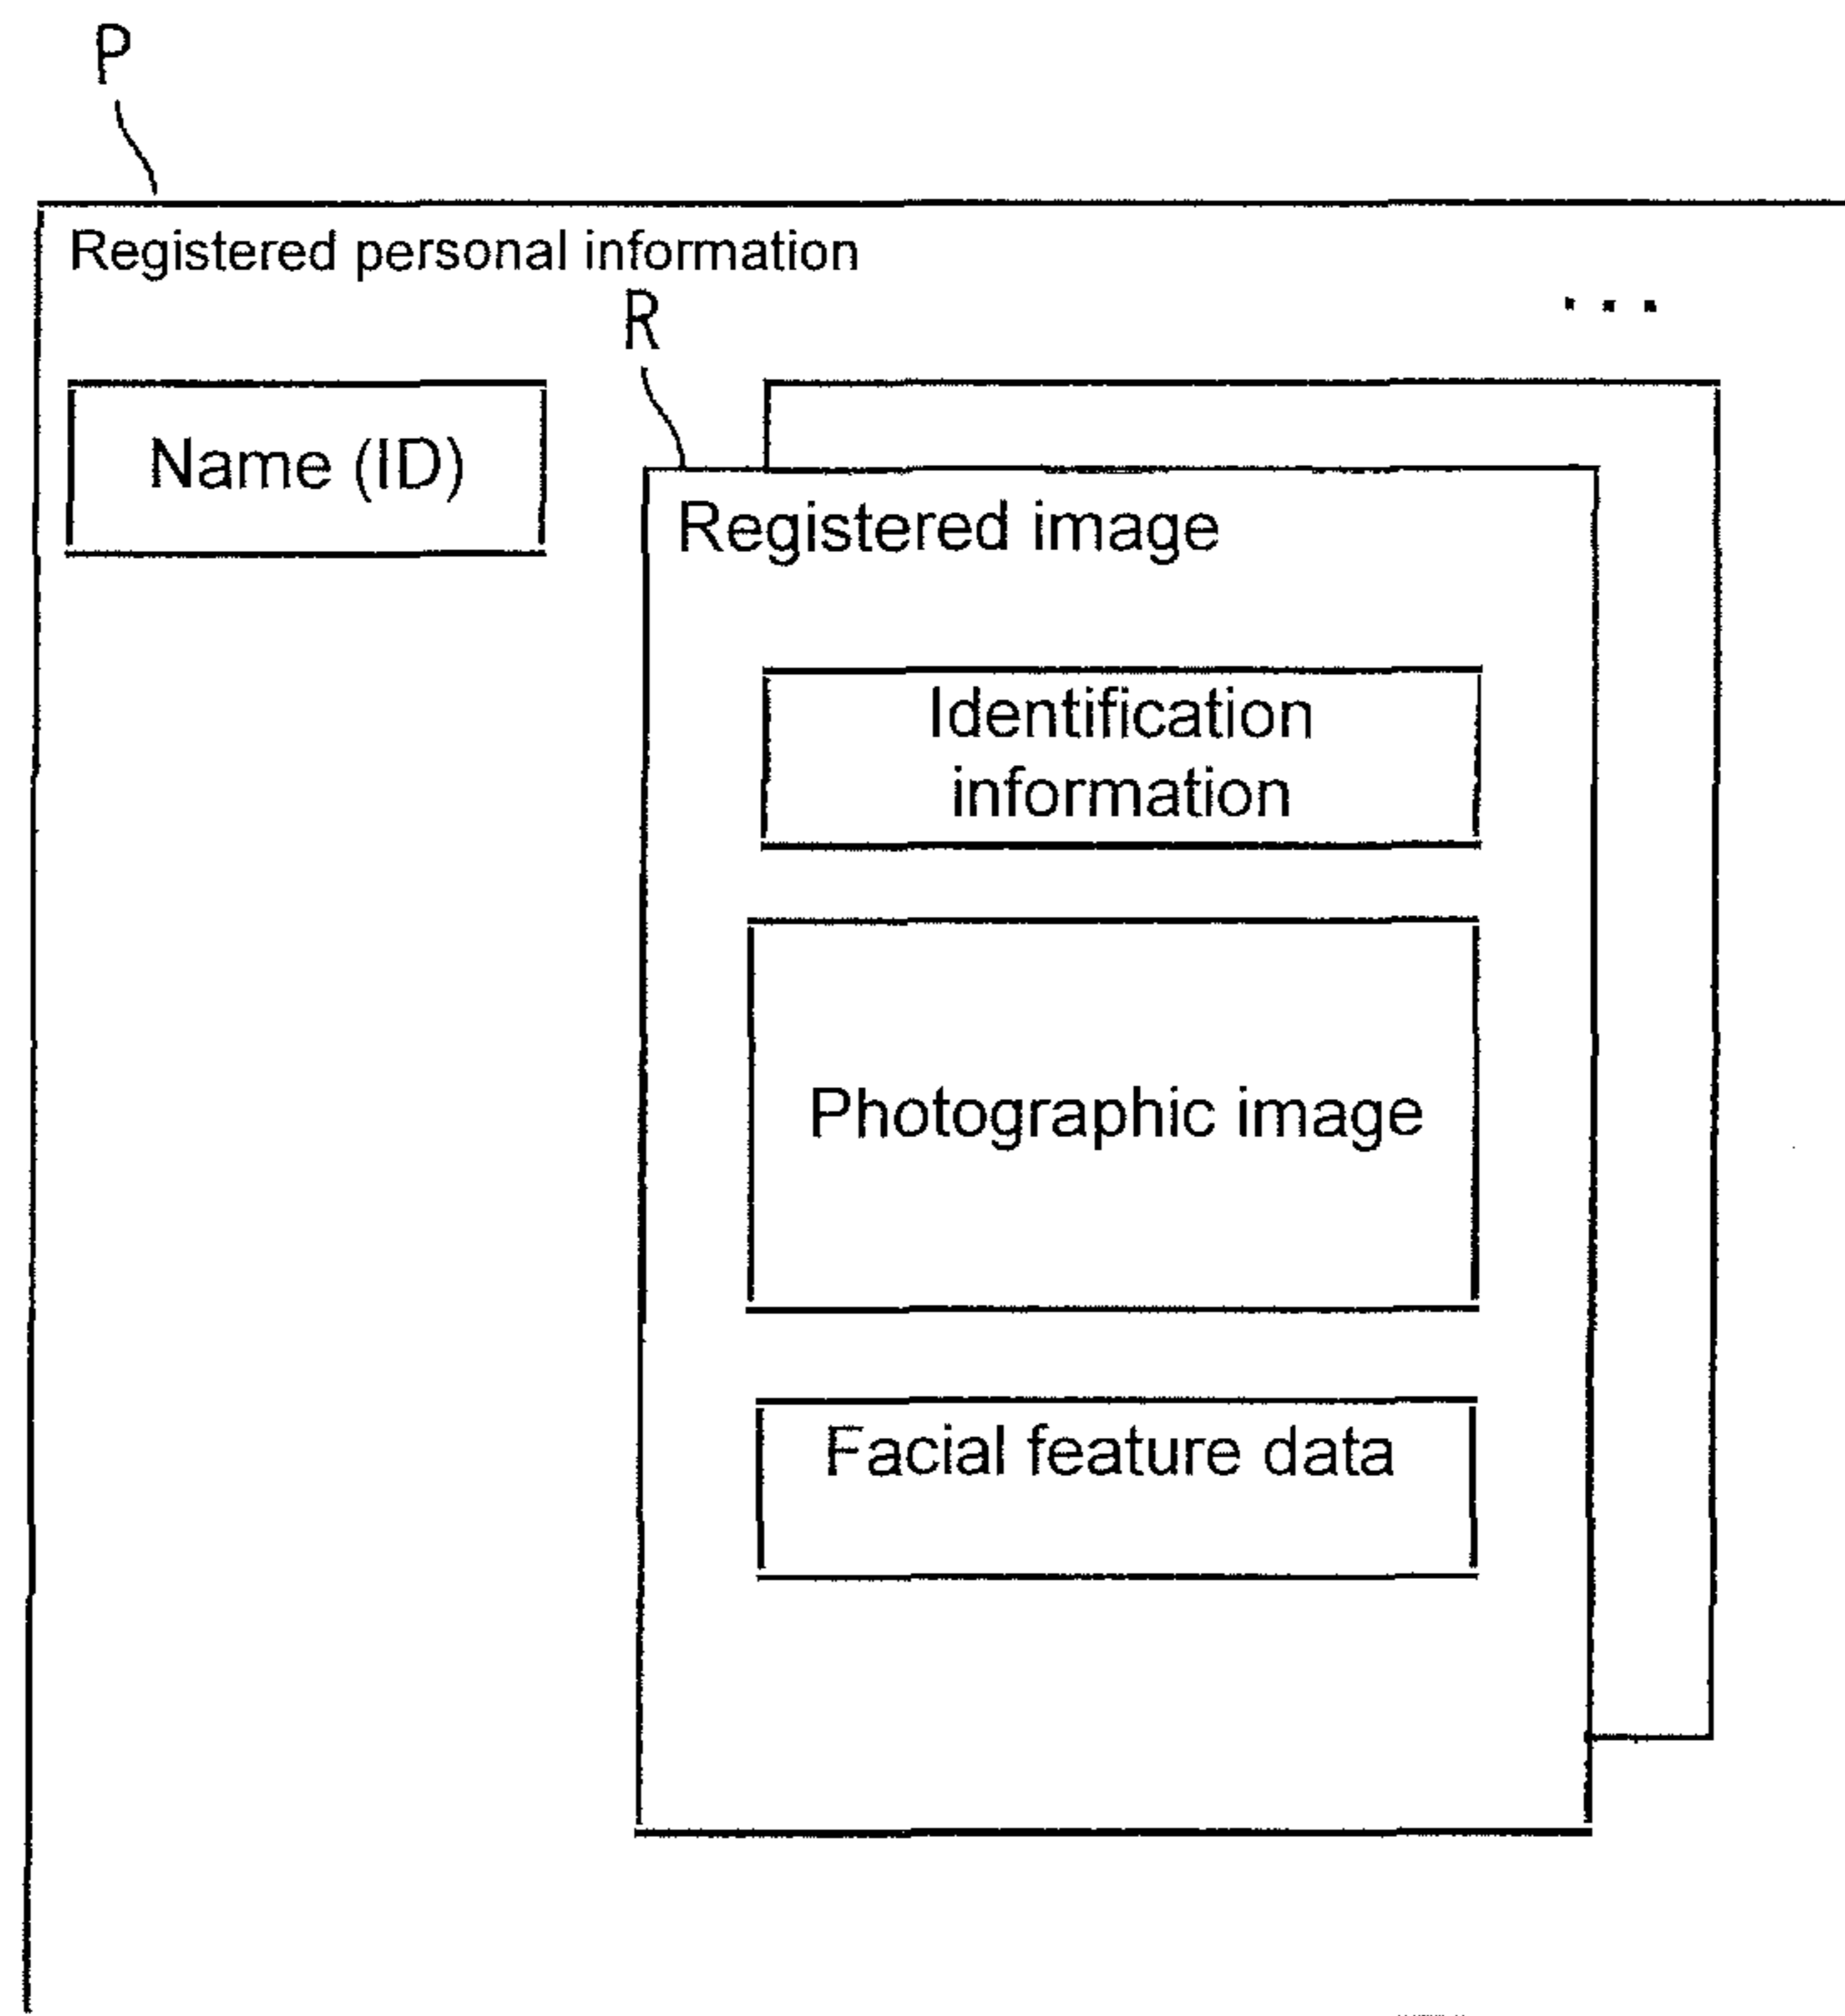 P
Registered personal information
R
...
Name (ID)
Registered image
Identification
information
Photographic image
Facial feature data